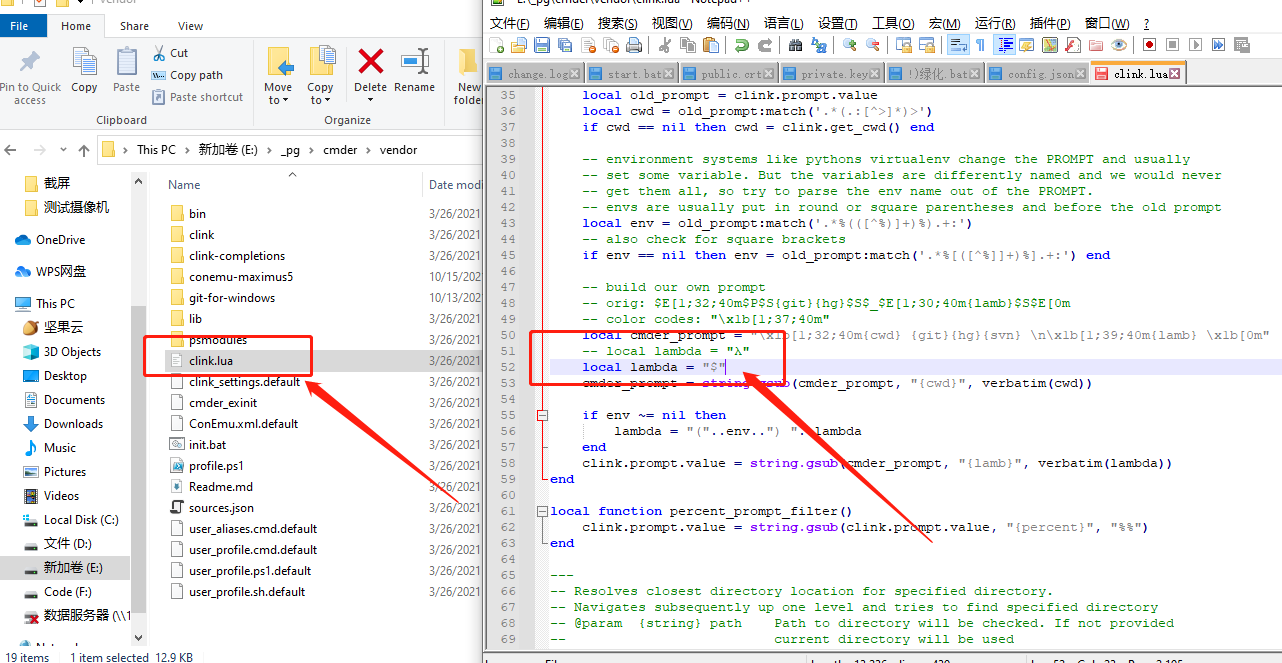 vendor
File Home Share View
Pin to Quick access
Copy
Paste
Cut
Copy path
Paste shortcut
Clipboard
Move to
Copy to
Delete
Rename
New folder
Organize
This PC > 新加卷 (E:) > _pg > cmder > vendor
截屏
测试摄像机
OneDrive
WPS网盘
This PC
坚果云
3D Objects
Desktop
Documents
Downloads
Music
Pictures
Videos
Local Disk (C:)
文件 (D:)
新加卷 (E:)
Code (F:)
数据服务器 (\\1
Name Date modi
bin 3/26/2021
clink 3/26/2021
clink-completions 3/26/2021
conemu-maximus5 10/15/202
git-for-windows 10/13/202
lib 3/26/2021
psmodules 3/26/2021
clink.lua 3/26/2021
clink_settings.default 3/26/2021
cmder_exinit 3/26/2021
ConEmu.xml.default 3/26/2021
init.bat 3/26/2021
profile.ps1 3/26/2021
Readme.md 3/26/2021
sources.json 3/26/2021
user_aliases.cmd.default 3/26/2021
user_profile.cmd.default 3/26/2021
user_profile.ps1.default 3/26/2021
user_profile.sh.default 3/26/2021
19 items 1 item selected 12.9 KB
文件(F) 编辑(E) 搜索(S) 视图(V) 编码(N) 语言(L) 设置(T) 工具(O) 宏(M) 运行(R) 插件(P) 窗口(W) ?
change.log start.bat public.crt private.key !)绿化.bat config.json clink.lua
35 local old_prompt = clink.prompt.value
36 local cwd = old_prompt:match('.*(.:[^>]*)>')
37 if cwd == nil then cwd = clink.get_cwd() end
38
39 -- environment systems like pythons virtualenv change the PROMPT and usually
40 -- set some variable. But the variables are differently named and we would never
41 -- get them all, so try to parse the env name out of the PROMPT.
42 -- envs are usually put in round or square parentheses and before the old prompt
43 local env = old_prompt:match('.*%(([^%)]+)%).+:')
44 -- also check for square brackets
45 if env == nil then env = old_prompt:match('.*%[([^%]]+)%].+:') end
46
47 -- build our own prompt
48 -- orig: $E[1;32;40m$P$S{git}{hg}$S$_$E[1;30;40m{lamb}$S$E[0m
49 -- color codes: "\x1b[1;37;40m"
50 local cmder_prompt = "\x1b[1;32;40m{cwd} {git}{hg}{svn} \n\x1b[1;39;40m{lamb} \x1b[0m"
51 -- local lambda = "λ"
52 local lambda = "$"
53 cmder_prompt = string.gsub(cmder_prompt, "{cwd}", verbatim(cwd))
54
55 if env ~= nil then
56 lambda = "("..env..") "..lambda
57 end
58 clink.prompt.value = string.gsub(cmder_prompt, "{lamb}", verbatim(lambda))
59 end
60
61 local function percent_prompt_filter()
62 clink.prompt.value = string.gsub(clink.prompt.value, "{percent}", "%%")
63 end
64
65 ---
66 -- Resolves closest directory location for specified directory.
67 -- Navigates subsequently up one level and tries to find specified directory
68 -- @param {string} path Path to directory will be checked. If not provided
69 -- current directory will be used